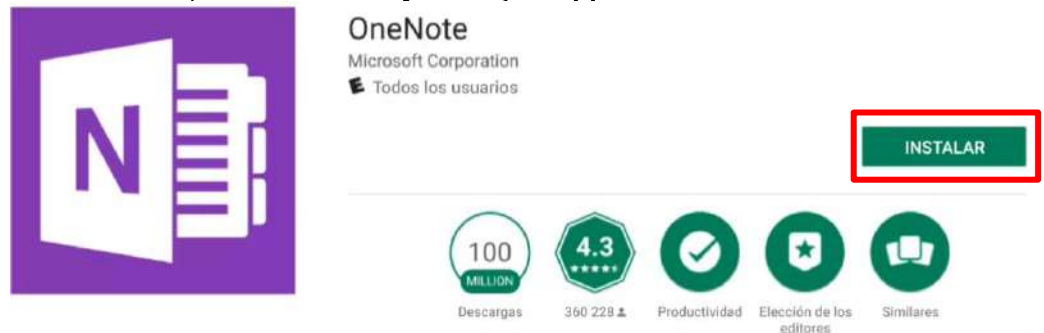 OneNote
Microsoft Corporation
E Todos los usuarios
N
INSTALAR
100
MILLION
4.3
Descargas
360 228
Productividad
Elección de los
editores
Similares